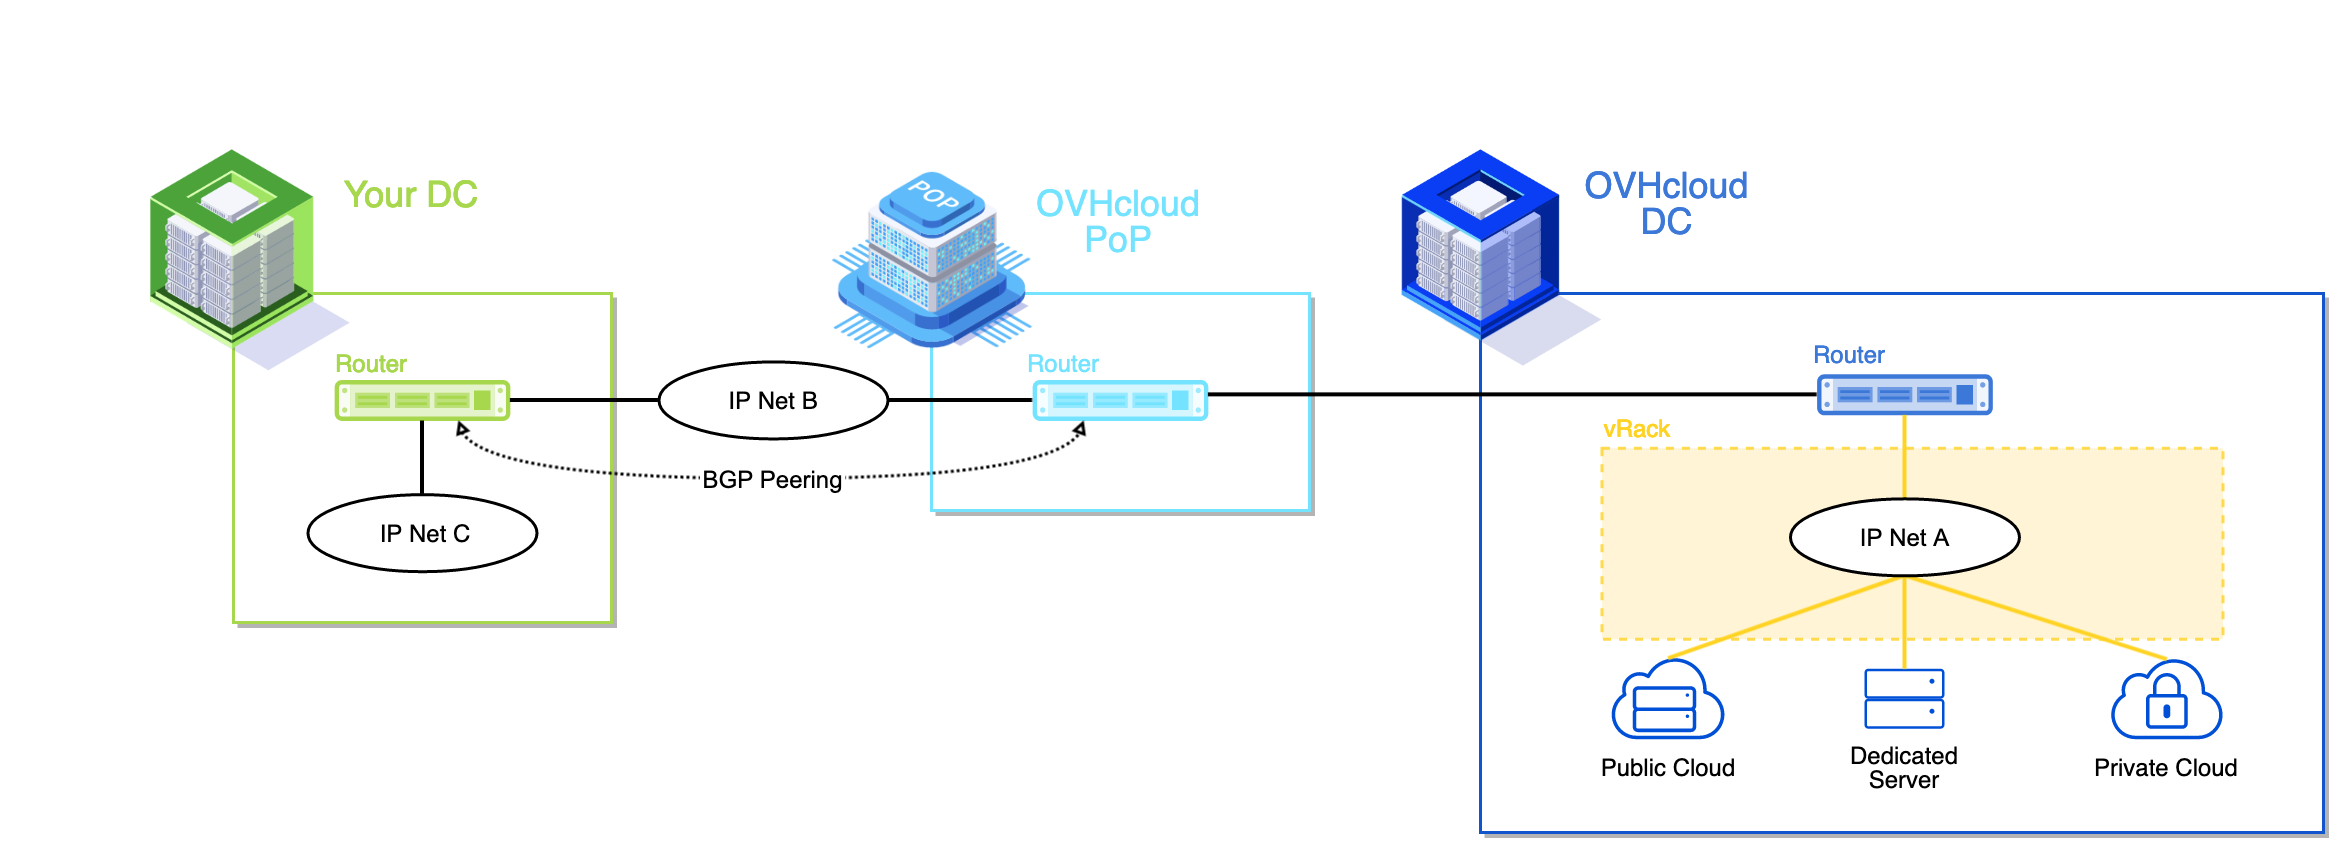 Your DC
POP
OVHcloud
PoP
OVHcloud
DC
Router
Router
Router
IP Net B
vRack
BGP Peering
IP Net C
IP Net A
Public Cloud
Dedicated
Server
Private Cloud